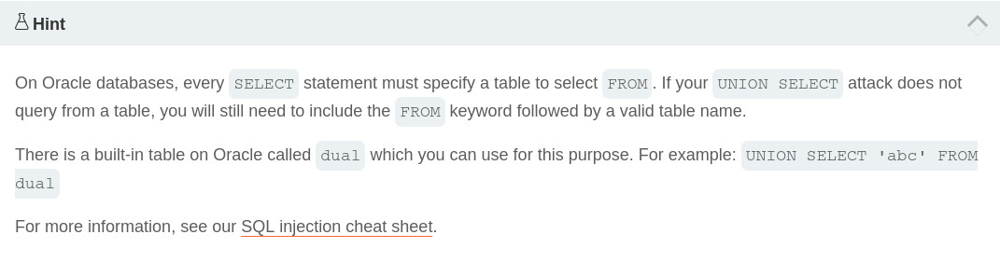 Hint
On Oracle databases, every SELECT statement must specify a table to select FROM. If your UNION SELECT attack does not
query from a table, you will still need to include the FROM keyword followed by a valid table name.
There is a built-in table on Oracle called dual which you can use for this purpose. For example: UNION SELECT 'abc' FROM
dual
For more information, see our SQL injection cheat sheet.